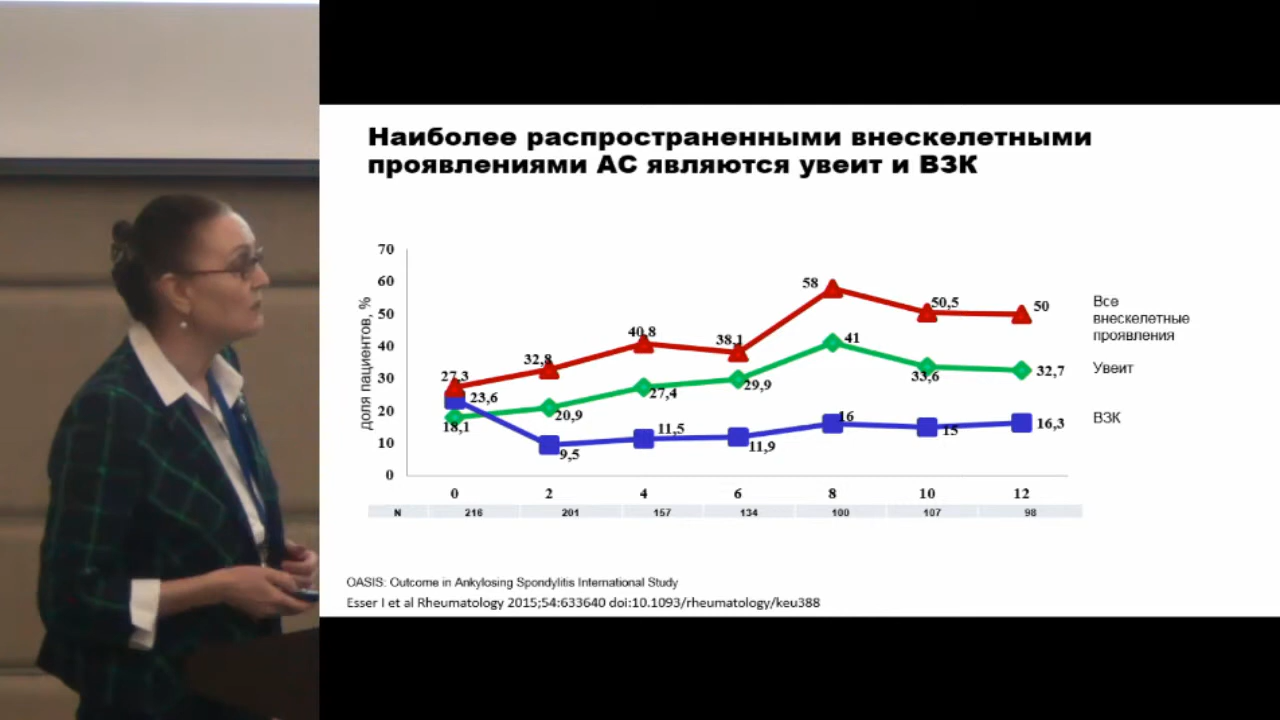 Наиболее распространенными внескелетными
проявлениями АС являются увеит и ВЗК
доля пациентов, %
70
60
50
40
30
20
10
0
27,3
32,8
40,8
38,1
58
50,5
50
18,1
20,9
27,4
29,9
41
33,6
32,7
23,6
9,5
11,5
11,9
16
15
16,3
Все
внескелетные
проявления
Увеит
ВЗК
0 2 4 6 8 10 12
N 216 201 157 134 100 107 98
OASIS: Outcome in Ankylosing Spondylitis International Study
Esser I et al Rheumatology 2015;54:633640 doi:10.1093/rheumatology/keu388